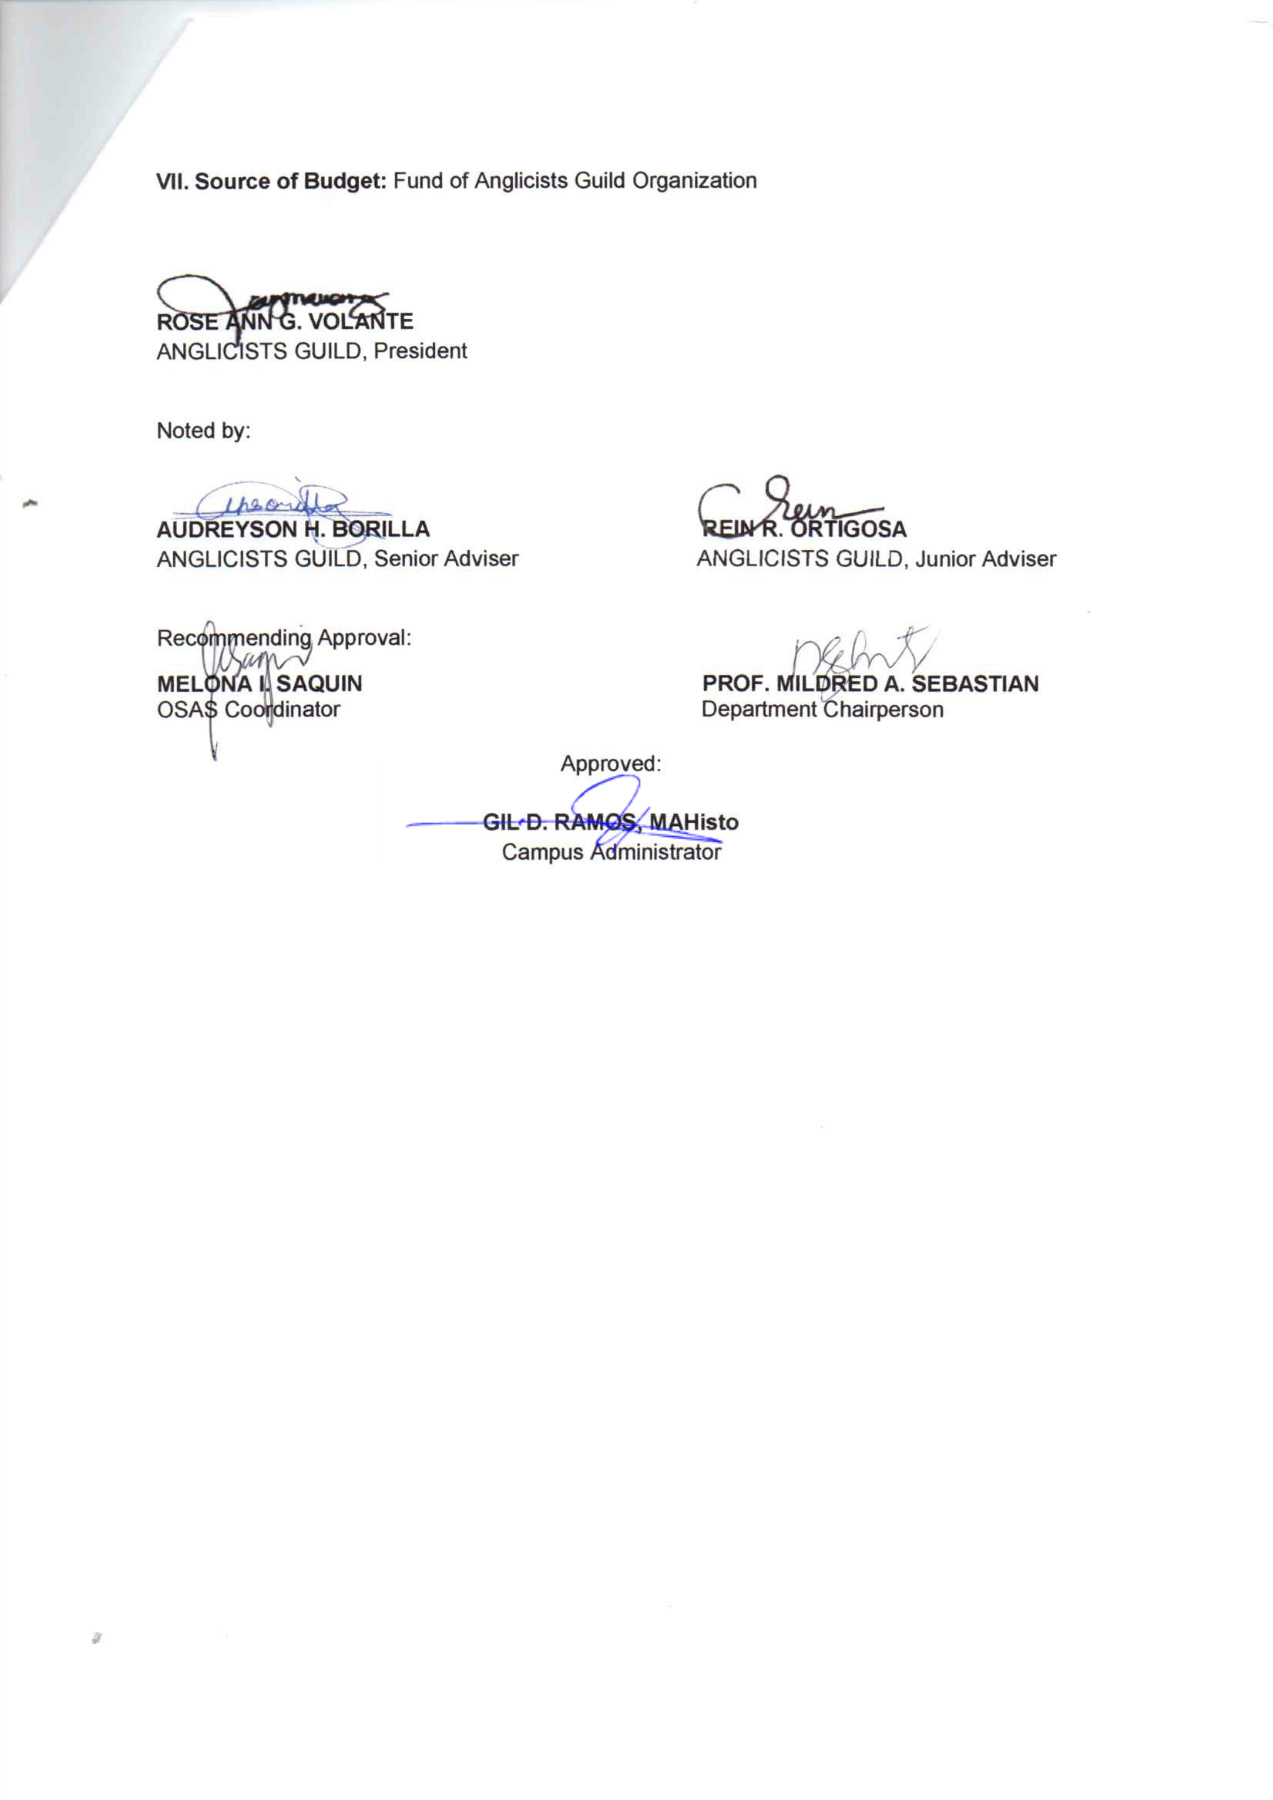 VII. Source of Budget: Fund of Anglicists Guild Organization
ROSE ANN G. VOLANTE
ANGLICISTS GUILD, President
Noted by:
AUDREYSON H. BORILLA
ANGLICISTS GUILD, Senior Adviser
Rein
REIN R. ORTIGOSA
ANGLICISTS GUILD, Junior Adviser
Recommending Approval:
MELONA I. SAQUIN
OSAS Coordinator
PROF. MILDRED A. SEBASTIAN
Department Chairperson
Approved:
GIL D. RAMOS, MAHisto
Campus Administrator